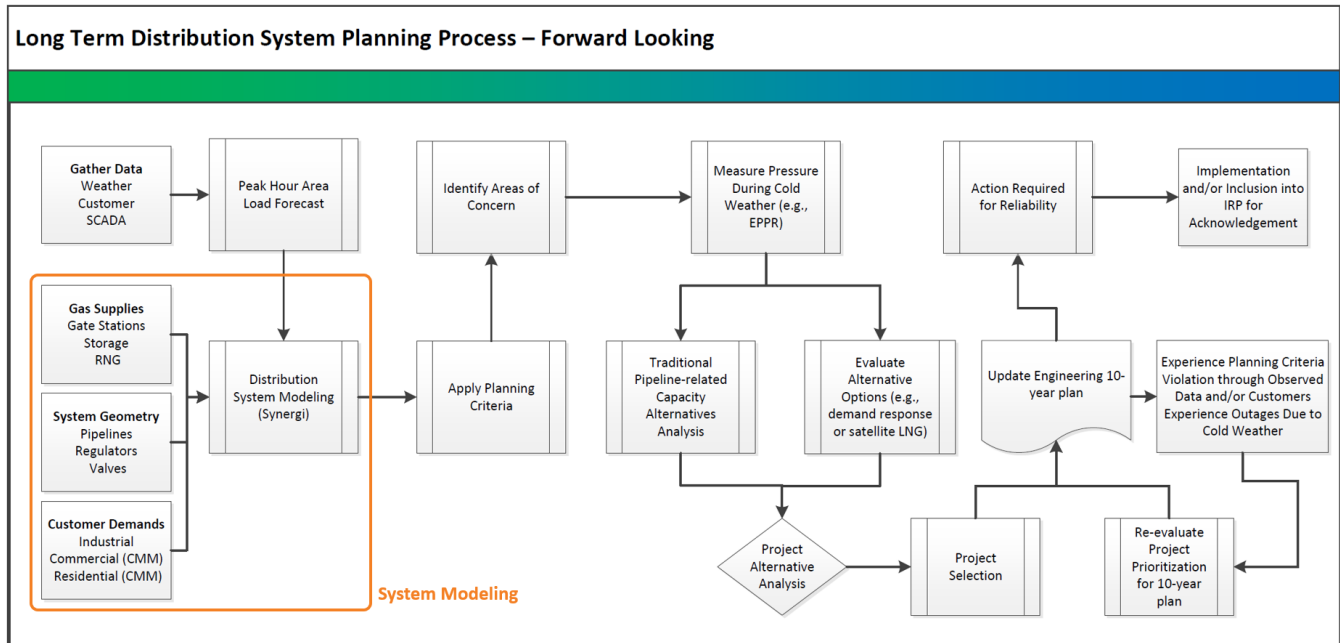 Long Term Distribution System Planning Process – Forward Looking
Gather Data
Weather
Customer
SCADA
Peak Hour Area
Load Forecast
Identify Areas of
Concern
Measure Pressure
During Cold
Weather (e.g.,
EPPR)
Action Required
for Reliability
Implementation
and/or Inclusion into
IRP for
Acknowledgement
Gas Supplies
Gate Stations
Storage
RNG
System Geometry
Pipelines
Regulators
Valves
Customer Demands
Industrial
Commercial (CMM)
Residential (CMM)
Distribution
System Modeling
(Synergi)
System Modeling
Apply Planning
Criteria
Traditional
Pipeline-related
Capacity
Alternatives
Analysis
Evaluate
Alternative
Options (e.g.,
demand response
or satellite LNG)
Update Engineering 10-
year plan
Experience Planning Criteria
Violation through Observed
Data and/or Customers
Experience Outages Due to
Cold Weather
Project
Alternative
Analysis
Project
Selection
Re-evaluate
Project
Prioritization
for 10-year
plan